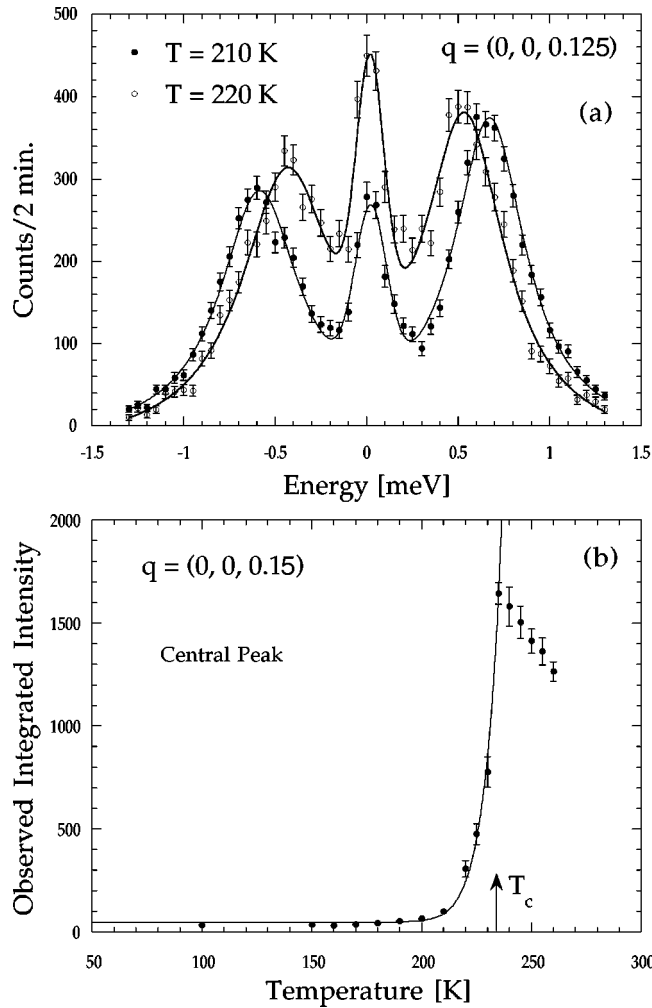 500
T = 210 K
q = (0, 0, 0.125)
T = 220 K
(a)
400
300
200
100
0
Counts/2 min.
-1.5 -1 -0.5 0 0.5 1 1.5
Energy [meV]
2000
q = (0, 0, 0.15)
(b)
1500
Central Peak
1000
500
T_c
0
Observed Integrated Intensity
50 100 150 200 250 300
Temperature [K]